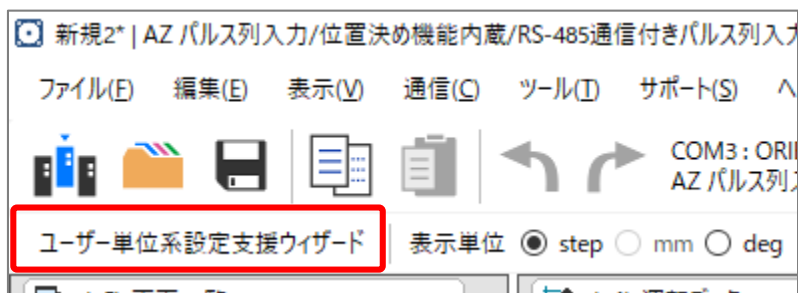 新規2* | AZ パルス列入力/位置決め機能内蔵/RS-485通信付きパルス列入力
ファイル(F) 編集(E) 表示(V) 通信(C) ツール(T) サポート(S) ヘ
COM3 : ORI
AZ パルス列
ユーザー単位系設定支援ウィザード 表示単位 step mm deg